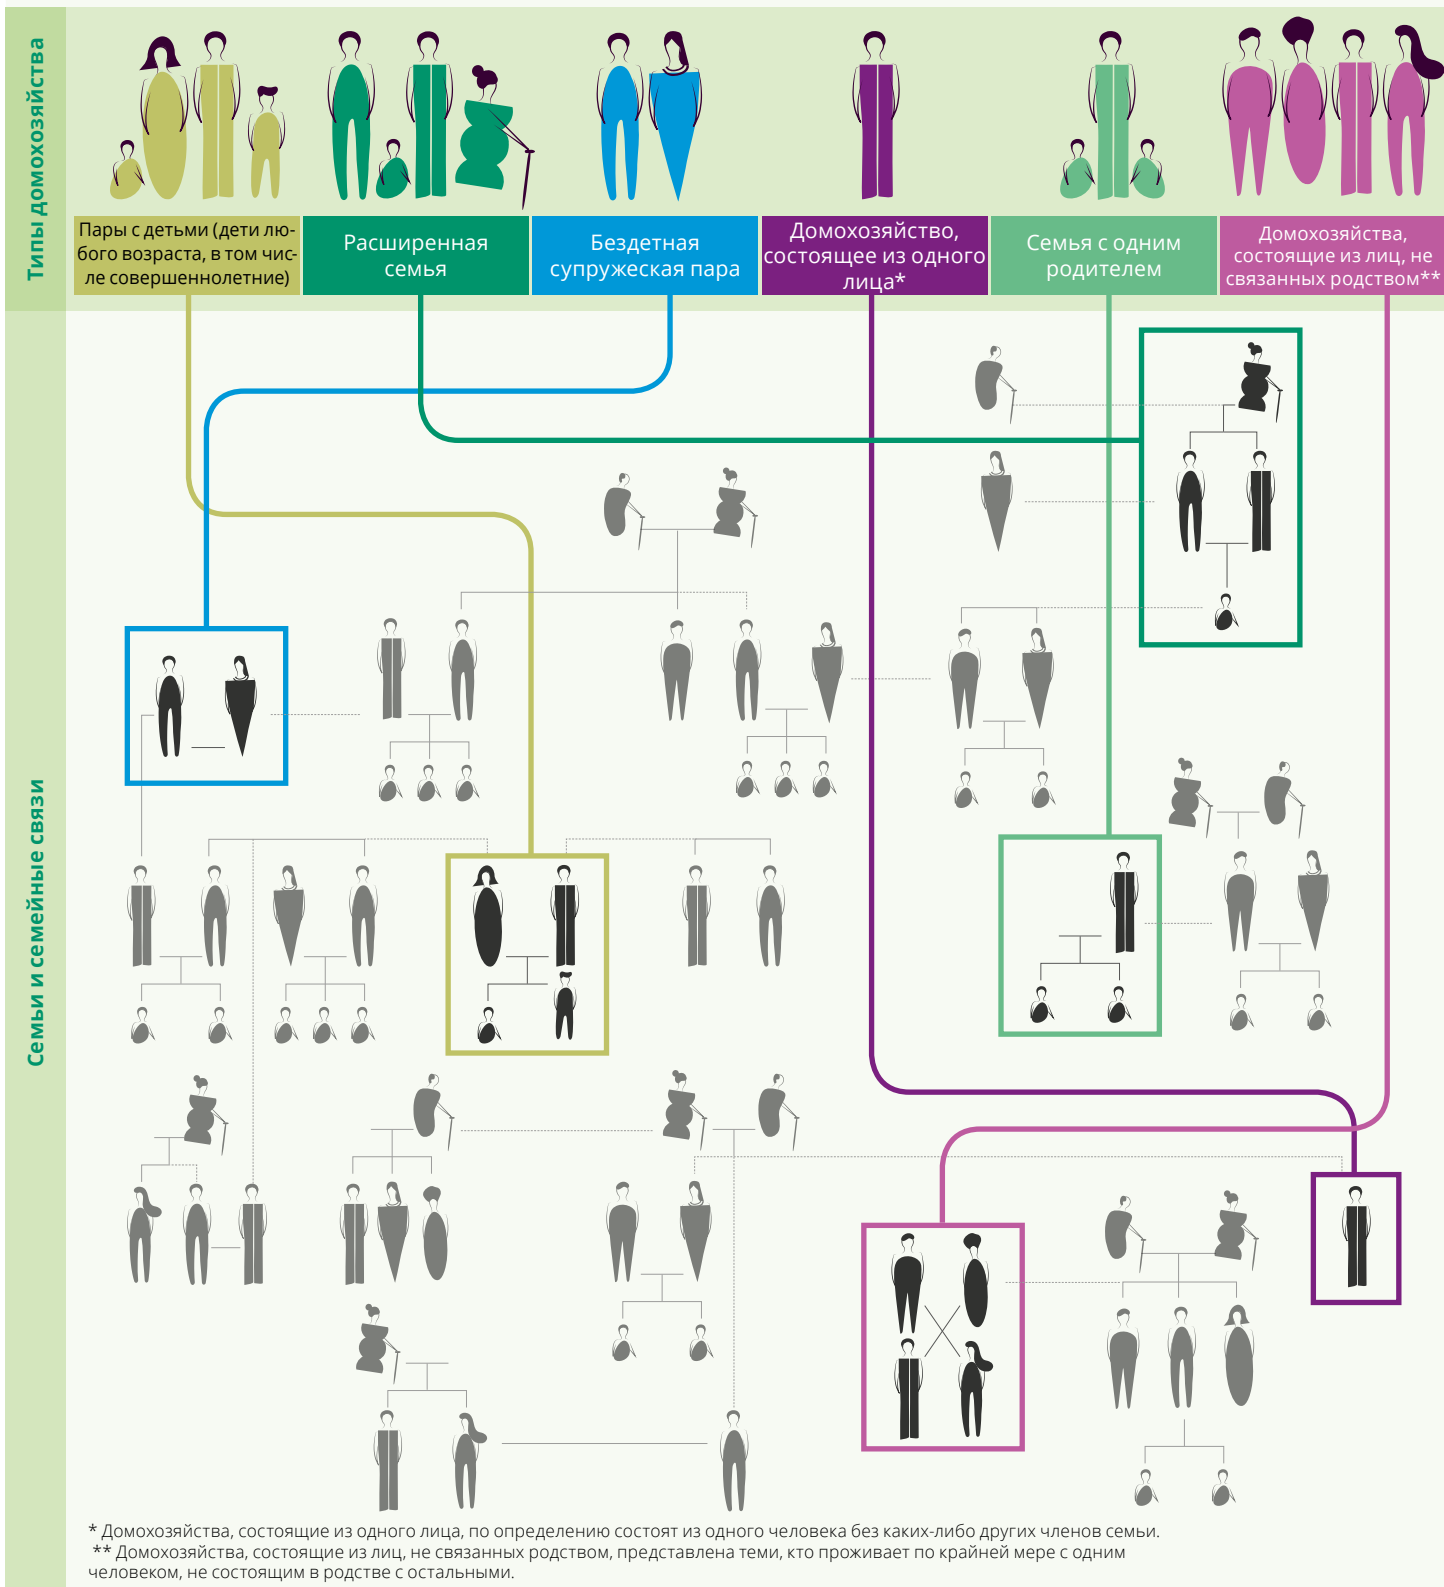 Типы домохозяйства
Пары с детьми (дети лю-
бого возраста, в том чис-
ле совершеннолетние)
Расширенная
семья
Бездетная
супружеская пара
Домохозяйство,
состоящее из одного
лица*
Семья с одним
родителем
Домохозяйства,
состоящие из лиц, не
связанных родством**
Семьи и семейные связи
* Домохозяйства, состоящие из одного лица, по определению состоят из одного человека без каких-либо других членов семьи.
** Домохозяйства, состоящие из лиц, не связанных родством, представлена теми, кто проживает по крайней мере с одним
человеком, не состоящим в родстве с остальными.